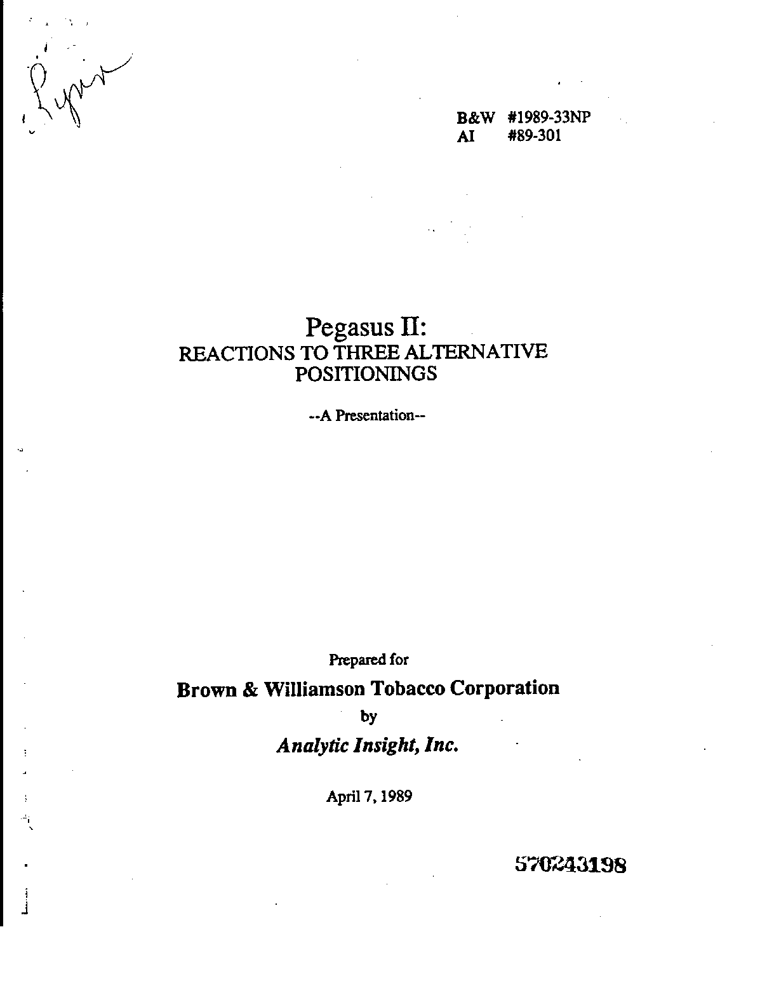 B&W #1989-33NP
AI #89-301
Pegasus II:
REACTIONS TO THREE ALTERNATIVE
POSITIONINGS
--A Presentation--
Prepared for
Brown & Williamson Tobacco Corporation
by
Analytic Insight, Inc.
April 7, 1989
570243198